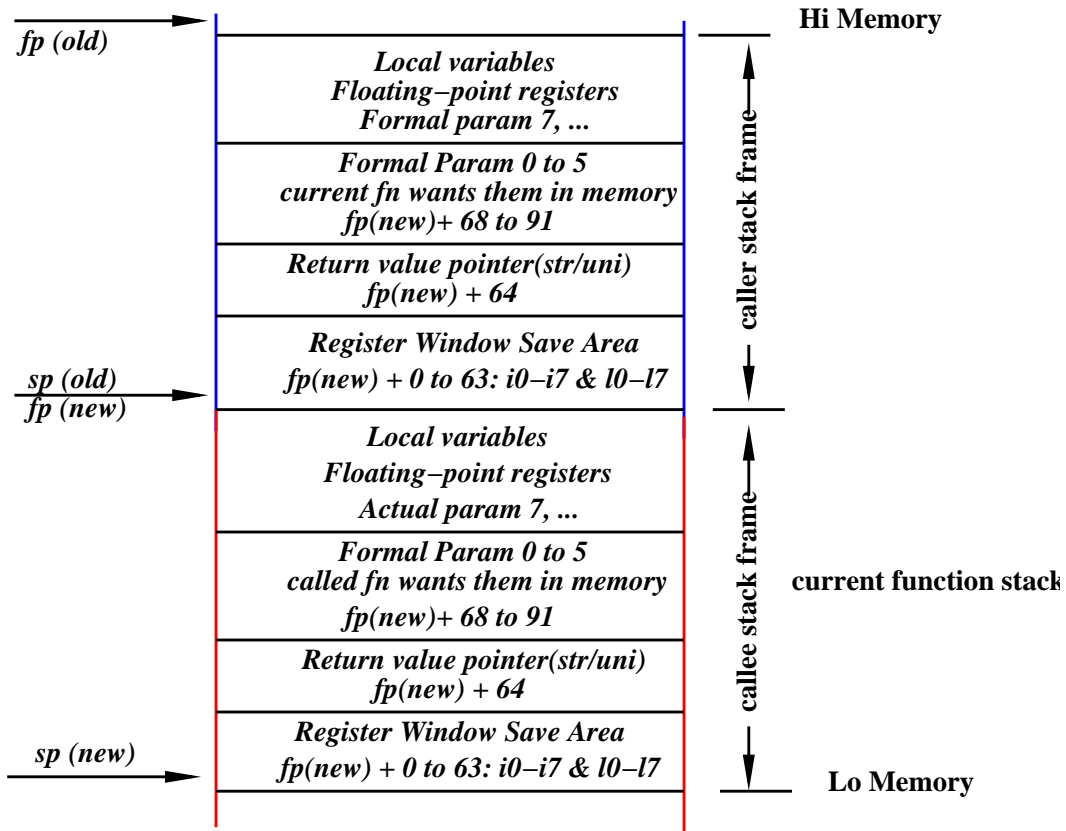 Hi Memory
fp (old)
Local variables
Floating–point registers
Formal param 7, ...
Formal Param 0 to 5
current fn wants them in memory
fp(new)+ 68 to 91
Return value pointer(str/uni)
fp(new) + 64
Register Window Save Area
fp(new) + 0 to 63: i0–i7 & l0–l7
caller stack frame
sp (old)
fp (new)
Local variables
Floating–point registers
Actual param 7, ...
Formal Param 0 to 5
called fn wants them in memory
fp(new)+ 68 to 91
Return value pointer(str/uni)
fp(new) + 64
Register Window Save Area
fp(new) + 0 to 63: i0–i7 & l0–l7
callee stack frame
current function stack
sp (new)
Lo Memory